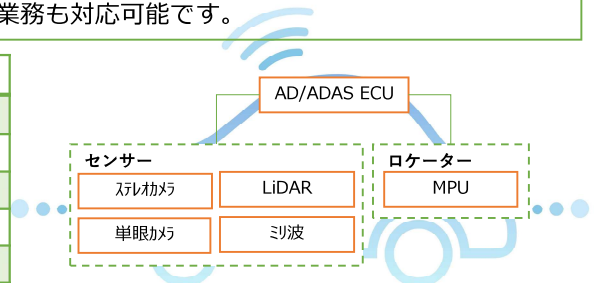 業務も対応可能です。
AD/ADAS ECU
センサー
ロケーター
ｽﾃﾚｵｶﾒﾗ
LiDAR
MPU
単眼ｶﾒﾗ
ﾐﾘ波